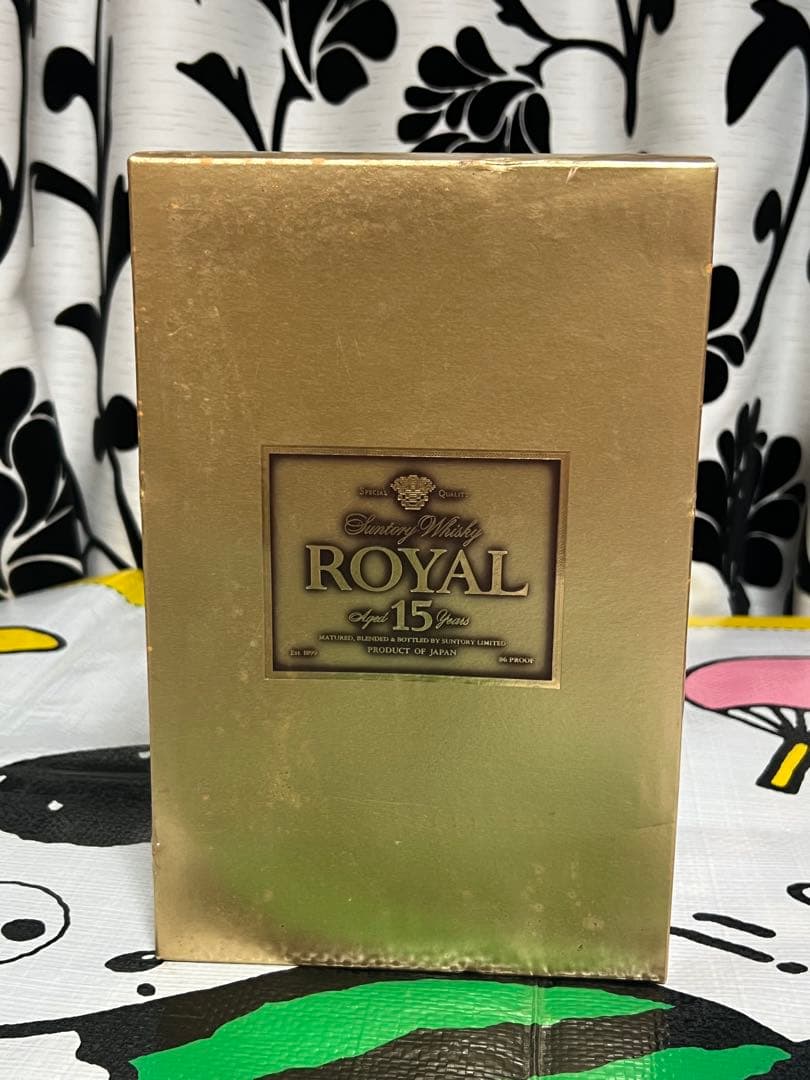 SPECIAL QUALITY
Suntory Whisky
ROYAL
Aged 15 Years
MATURED, BLENDED & BOTTLED BY SUNTORY LIMITED
Est. 1899 PRODUCT OF JAPAN 86 PROOF